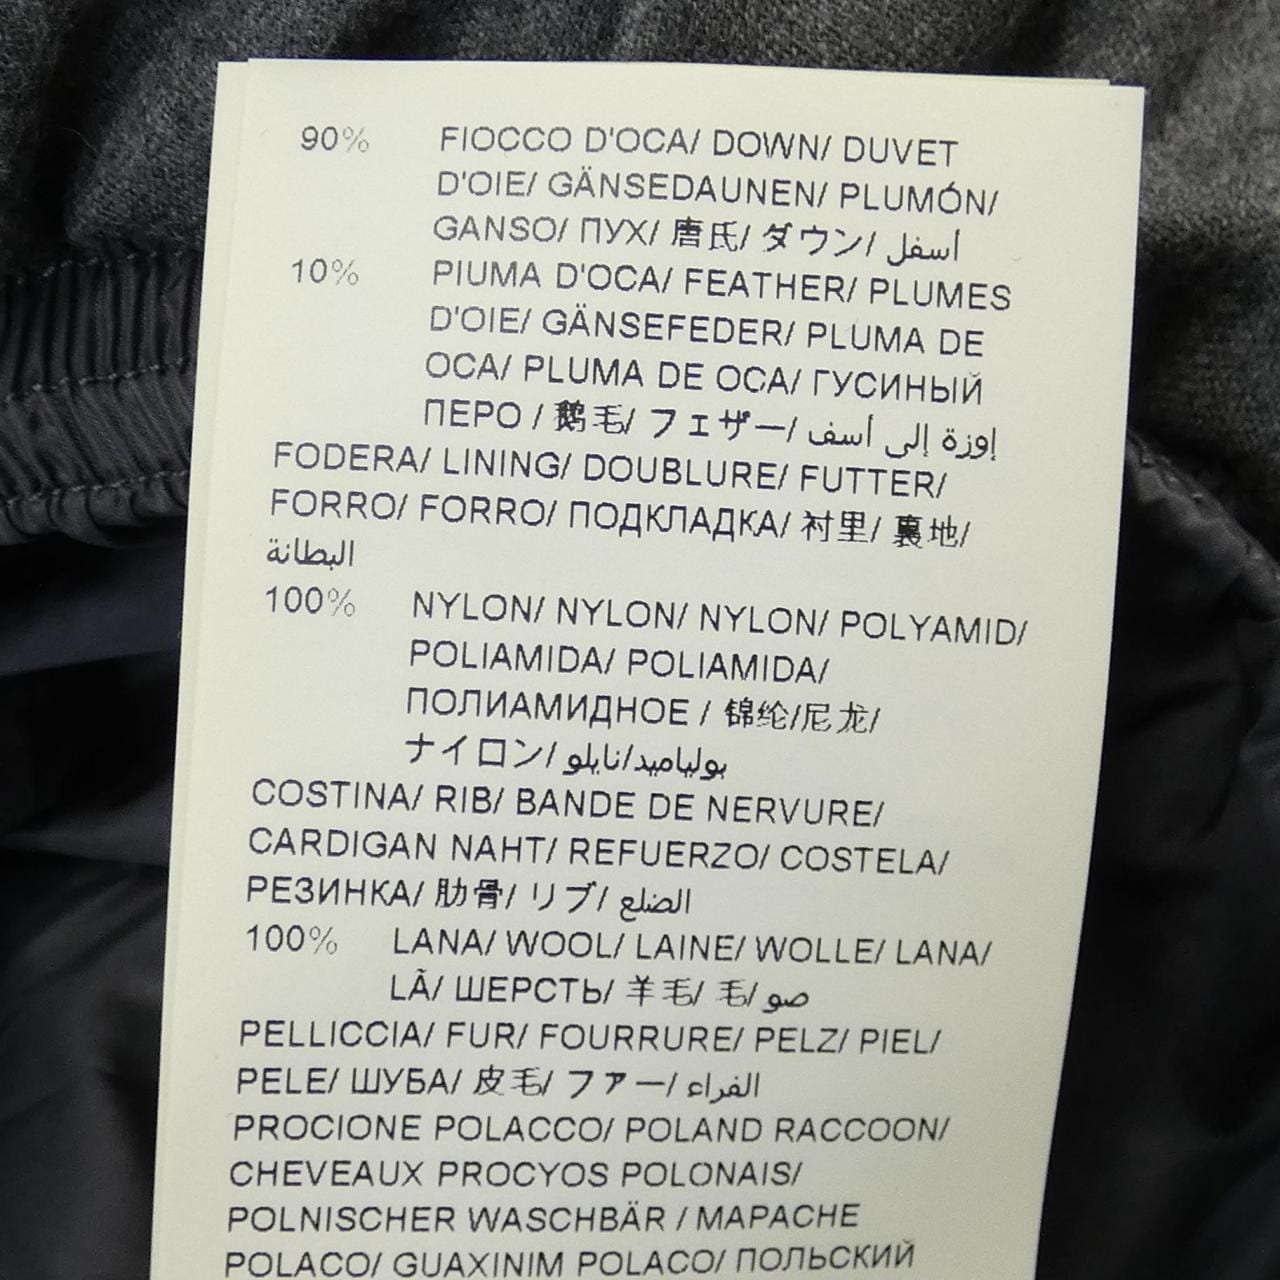 90% FIOCCO D'OCA/ DOWN/ DUVET
D'OIE/ GÄNSEDAUNEN/ PLUMÓN/
GANSO/ ПУХ/ 唐氏/ ダウン/ أسفل
10% PIUMA D'OCA/ FEATHER/ PLUMES
D'OIE/ GÄNSEFEDER/ PLUMA DE
OCA/ PLUMA DE OCA/ ГУСИНЫЙ
ПЕРО / 鹅毛/ フェザー/ إوزة إلى أسف
FODERA/ LINING/ DOUBLURE/ FUTTER/
FORRO/ FORRO/ ПОДКЛАДКА/ 衬里/ 裏地/
البطانة
100% NYLON/ NYLON/ NYLON/ POLYAMID/
POLIAMIDA/ POLIAMIDA/
ПОЛИАМИДНОЕ / 锦纶/尼龙/
ナイロン/ بولياميد/نايلو
COSTINA/ RIB/ BANDE DE NERVURE/
CARDIGAN NAHT/ REFUERZO/ COSTELA/
РЕЗИНКА/ 肋骨/ リブ/ الضلع
100% LANA/ WOOL/ LAINE/ WOLLE/ LANA/
LÃ/ ШЕРСТЬ/ 羊毛/ 毛/ صو
PELLICCIA/ FUR/ FOURRURE/ PELZ/ PIEL/
PELE/ ШУБА/ 皮毛/ ファー/ الفراء
PROCIONE POLACCO/ POLAND RACCOON/
CHEVEAUX PROCYOS POLONAIS/
POLNISCHER WASCHBÄR / MAPACHE
POLACO/ GUAXINIM POLACO/ ПОЛЬСКИЙ